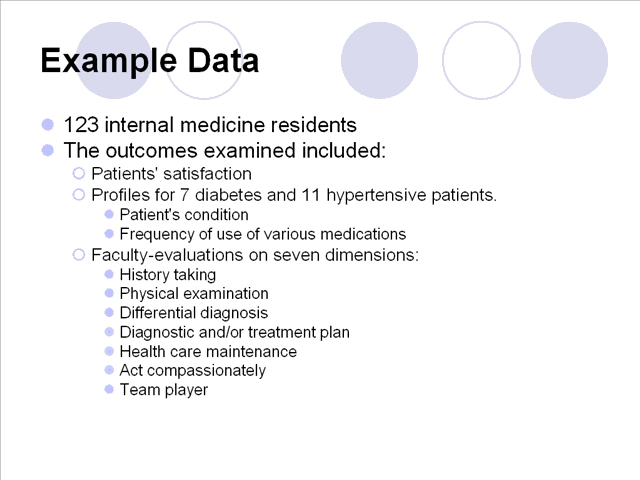 Example Data
123 internal medicine residents
The outcomes examined included:
Patients' satisfaction
Profiles for 7 diabetes and 11 hypertensive patients.
Patient's condition
Frequency of use of various medications
Faculty-evaluations on seven dimensions:
History taking
Physical examination
Differential diagnosis
Diagnostic and/or treatment plan
Health care maintenance
Act compassionately
Team player